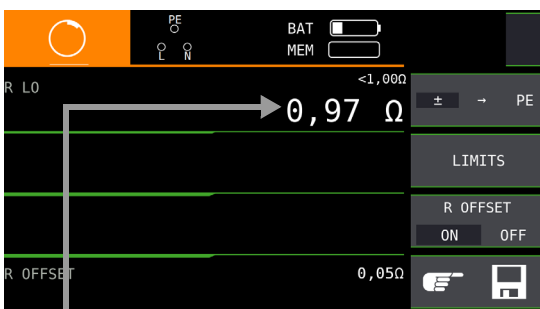 PE
L N
BAT
MEM
R LO
<1,00Ω
0,97 Ω
± → PE
LIMITS
R OFFSET
ON OFF
R OFFSET
0,05Ω